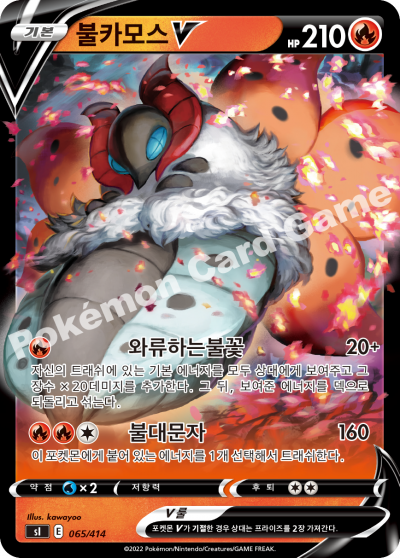 기본 불카모스V HP 210
Pokémon Card Game
와류하는불꽃 20+
자신의 트래쉬에 있는 기본 에너지를 모두 상대에게 보여주고 그
장수 ×20데미지를 추가한다. 그 뒤, 보여준 에너지를 덱으로
되돌리고 섞는다.
불대문자 160
이 포켓몬에게 붙어 있는 에너지를 1개 선택해서 트래쉬한다.
약점 ×2 저항력 후퇴
Illus. kawayoo
V룰
sI E 065/414
포켓몬V가 기절한 경우 상대는 프라이즈를 2장 가져간다.
©2022 Pokémon/Nintendo/Creatures/GAME FREAK.